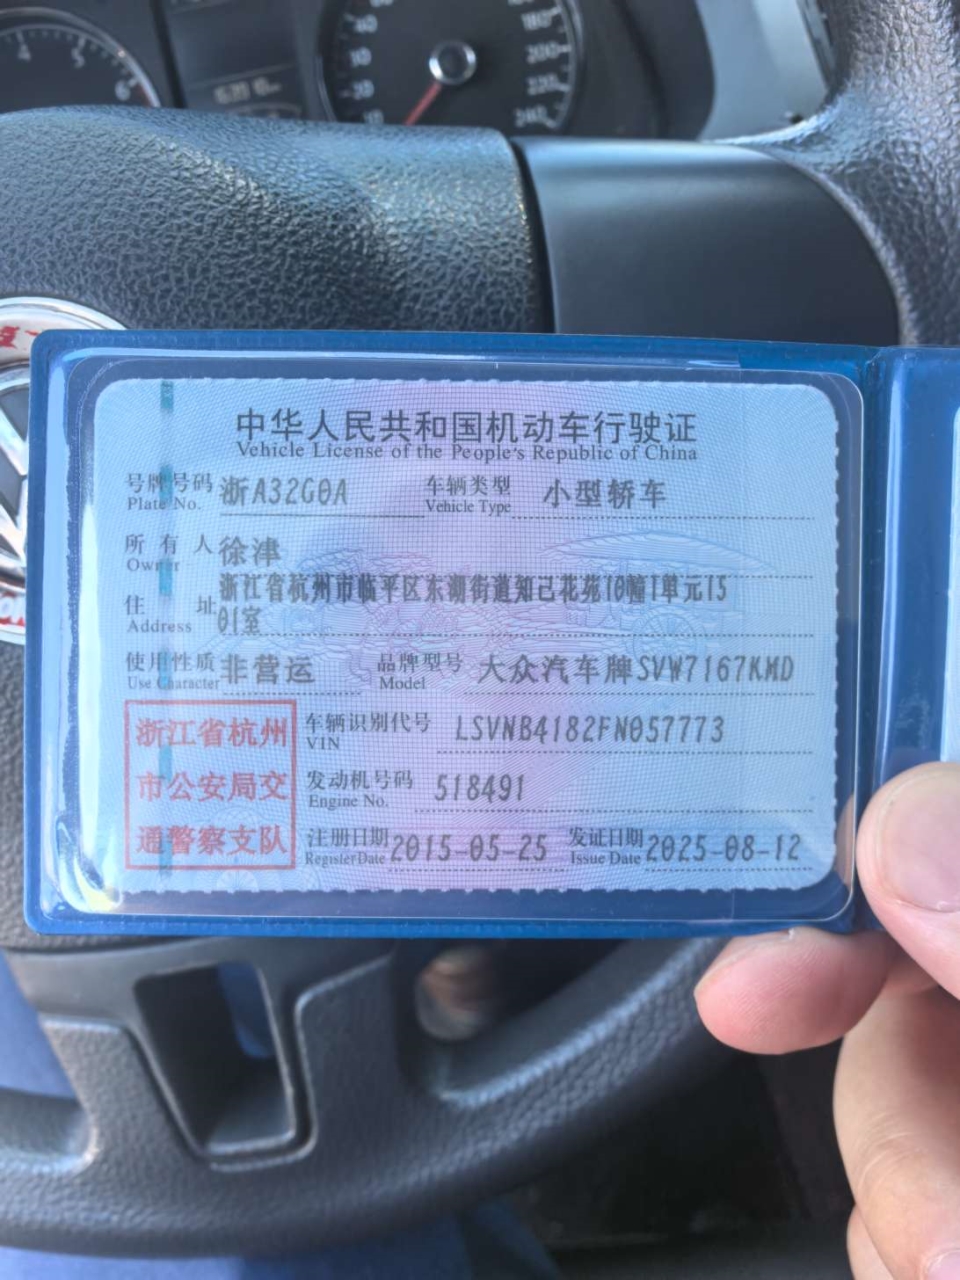 4 5 6
180
200
220
240
中华人民共和国机动车行驶证
Vehicle License of the People's Republic of China
号牌号码 浙A32G0A 车辆类型 小型轿车
Plate No. Vehicle Type
所有人 徐津
Owner
住址 浙江省杭州市临平区东湖街道知己花苑10幢1单元15
01室
Address
使用性质 非营运 品牌型号 大众汽车牌SVW7167KMD
Use Character Model
浙江省杭州
市公安局交
通警察支队
车辆识别代号 LSVNB4182FN057773
VIN
发动机号码 518491
Engine No.
注册日期 2015-05-25 发证日期 2025-08-12
Register Date Issue Date